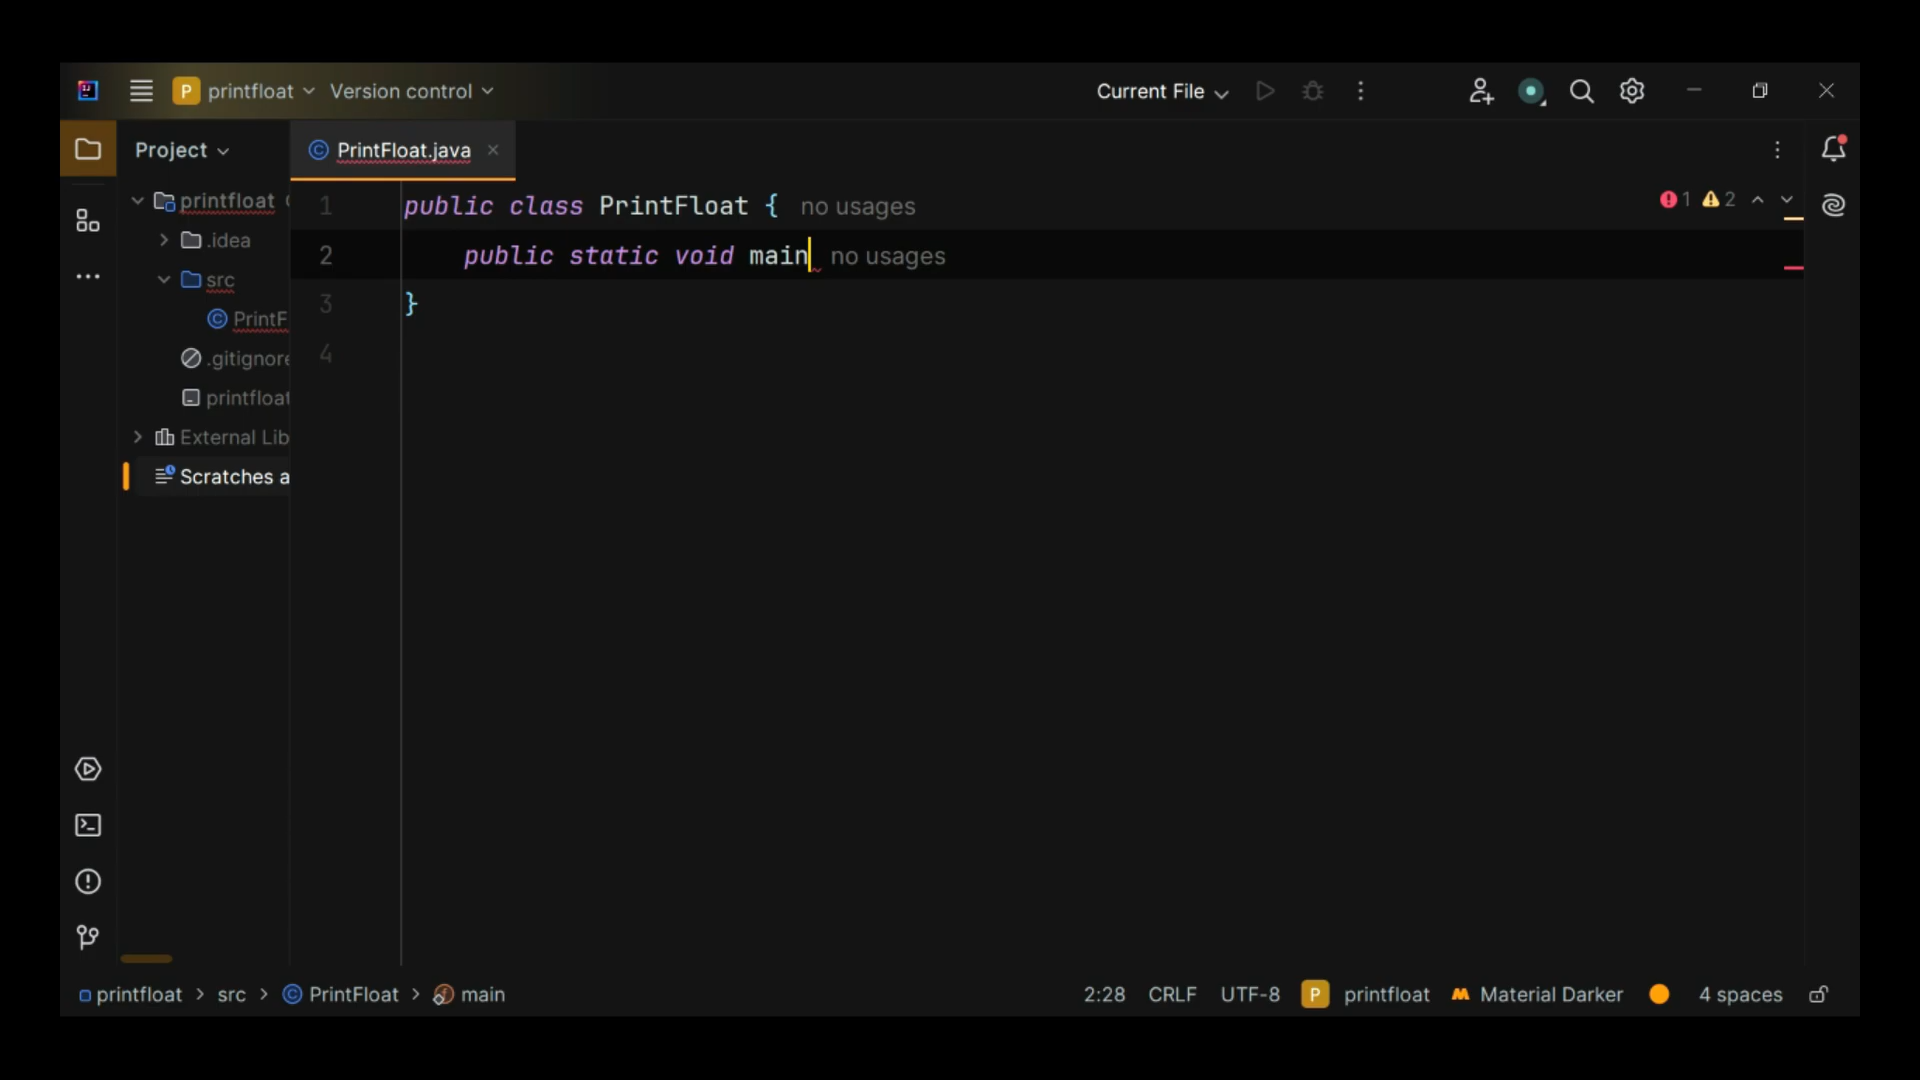 P printfloat Version control Current File
Project
PrintFloat.java
printfloat
.idea
src
PrintF
.gitignore
printfloat
External Lib
Scratches a
1 public class PrintFloat { no usages
2 public static void main no usages
3 }
4
1 2
printfloat > src > PrintFloat > main 2:28 CRLF UTF-8 P printfloat Material Darker 4 spaces